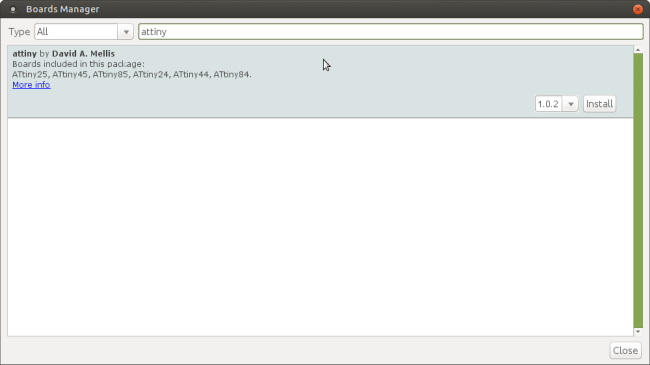 Boards Manager
Type All attiny
attiny by David A. Mellis
Boards included in this package:
ATtiny25, ATtiny45, ATtiny85, ATtiny24, ATtiny44, ATtiny84.
More info
1.0.2 Install
Close